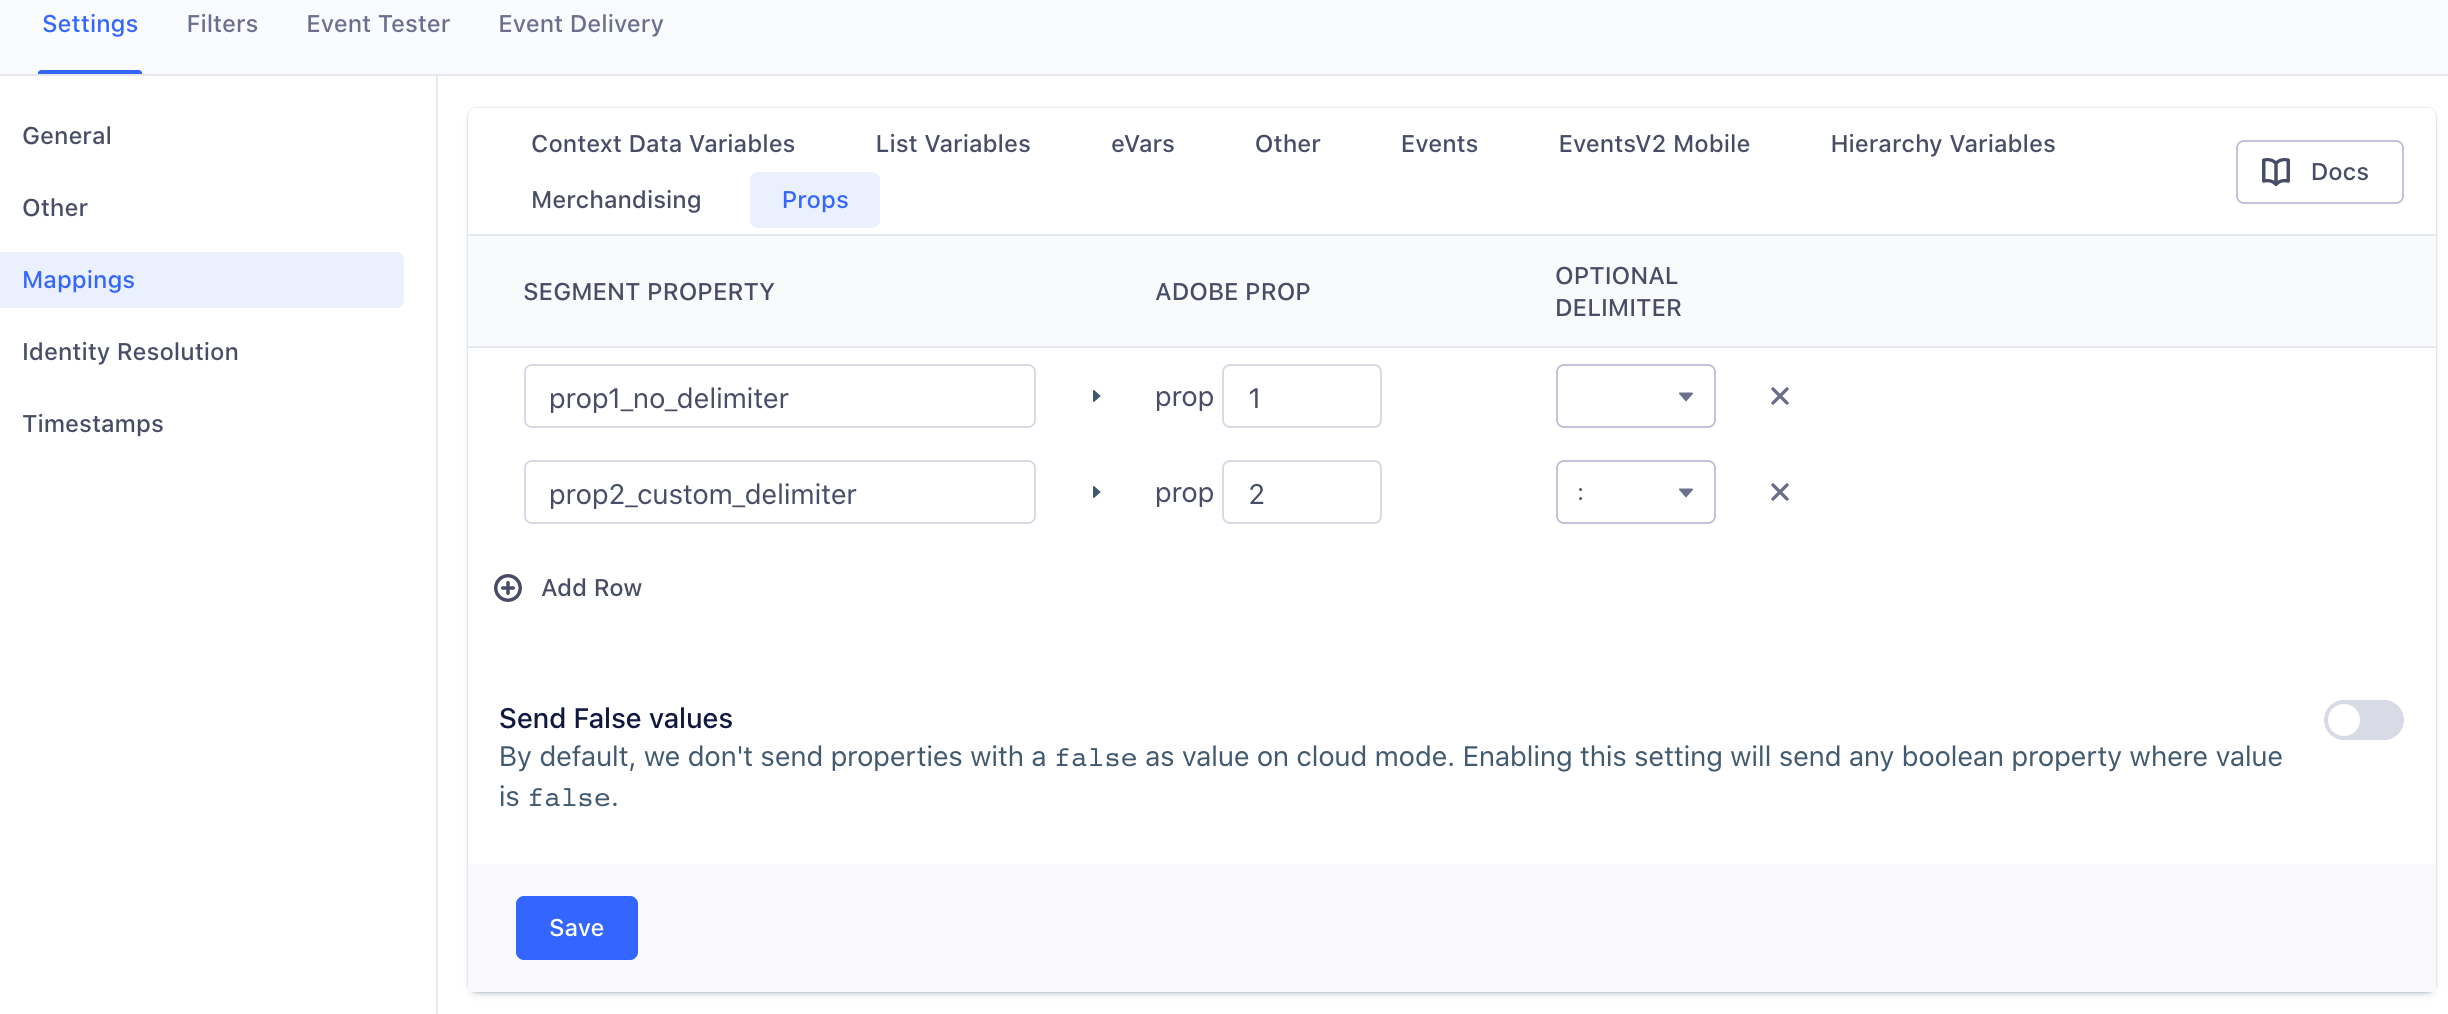 Settings Filters Event Tester Event Delivery
General
Other
Mappings
Identity Resolution
Timestamps
Context Data Variables List Variables eVars Other Events EventsV2 Mobile Hierarchy Variables
Merchandising Props
Docs
SEGMENT PROPERTY ADOBE PROP OPTIONAL
DELIMITER
prop1_no_delimiter prop 1
prop2_custom_delimiter prop 2 :
Add Row
Send False values
By default, we don't send properties with a false as value on cloud mode. Enabling this setting will send any boolean property where value
is false.
Save